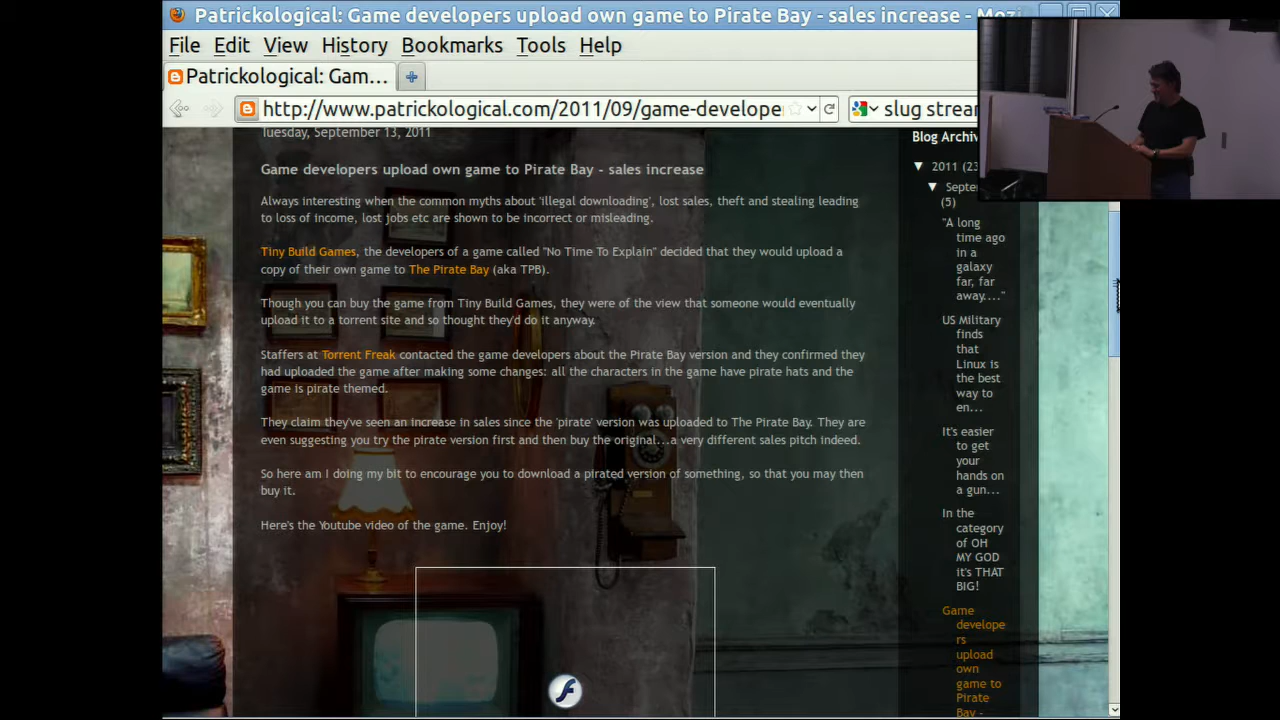 Patrickological: Game developers upload own game to Pirate Bay - sales increase -
File Edit View History Bookmarks Tools Help
Patrickological: Gam...
http://www.patrickological.com/2011/09/game-develope
slug strean
Tuesday, September 13, 2011
Game developers upload own game to Pirate Bay - sales increase
Always interesting when the common myths about 'illegal downloading', lost sales, theft and stealing leading
to loss of income, lost jobs etc are shown to be incorrect or misleading.
Tiny Build Games, the developers of a game called "No Time To Explain" decided that they would upload a
copy of their own game to The Pirate Bay (aka TPB).
Though you can buy the game from Tiny Build Games, they were of the view that someone would eventually
upload it to a torrent site and so thought they'd do it anyway.
Staffers at Torrent Freak contacted the game developers about the Pirate Bay version and they confirmed they
had uploaded the game after making some changes: all the characters in the game have pirate hats and the
game is pirate themed.
They claim they've seen an increase in sales since the 'pirate' version was uploaded to The Pirate Bay. They are
even suggesting you try the pirate version first and then buy the original...a very different sales pitch indeed.
So here am I doing my bit to encourage you to download a pirated version of something, so that you may then
buy it.
Here's the Youtube video of the game. Enjoy!
Blog Archiv
2011 (23
Septe
(5)
"A long
time ago
in a
galaxy
far, far
away...."
US Military
finds
that
Linux is
the best
way to
en...
It's easier
to get
your
hands on
a gun...
In the
category
of OH
MY GOD
it's THAT
BIG!
Game
develope
rs
upload
own
game to
Pirate
Bay -